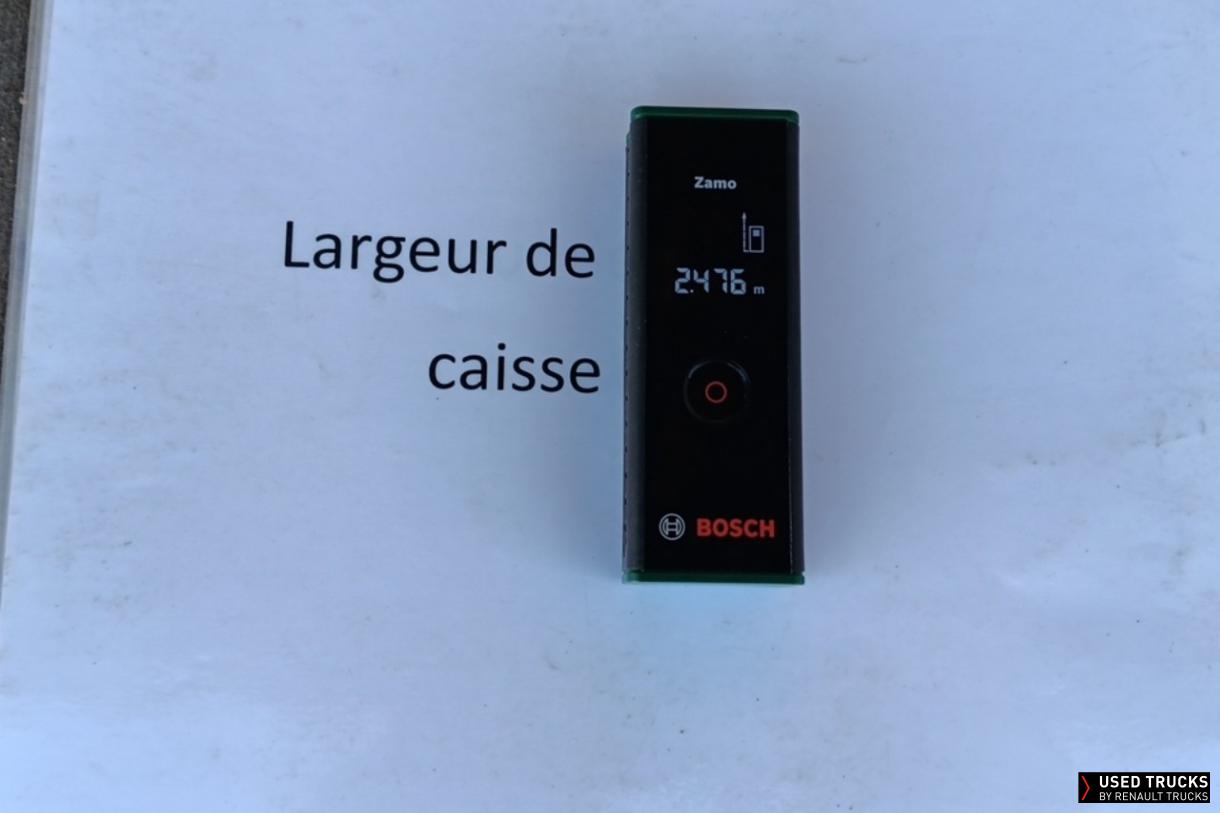 Zamo
Largeur de
2.476 m
caisse
BOSCH
USED TRUCKS
BY RENAULT TRUCKS